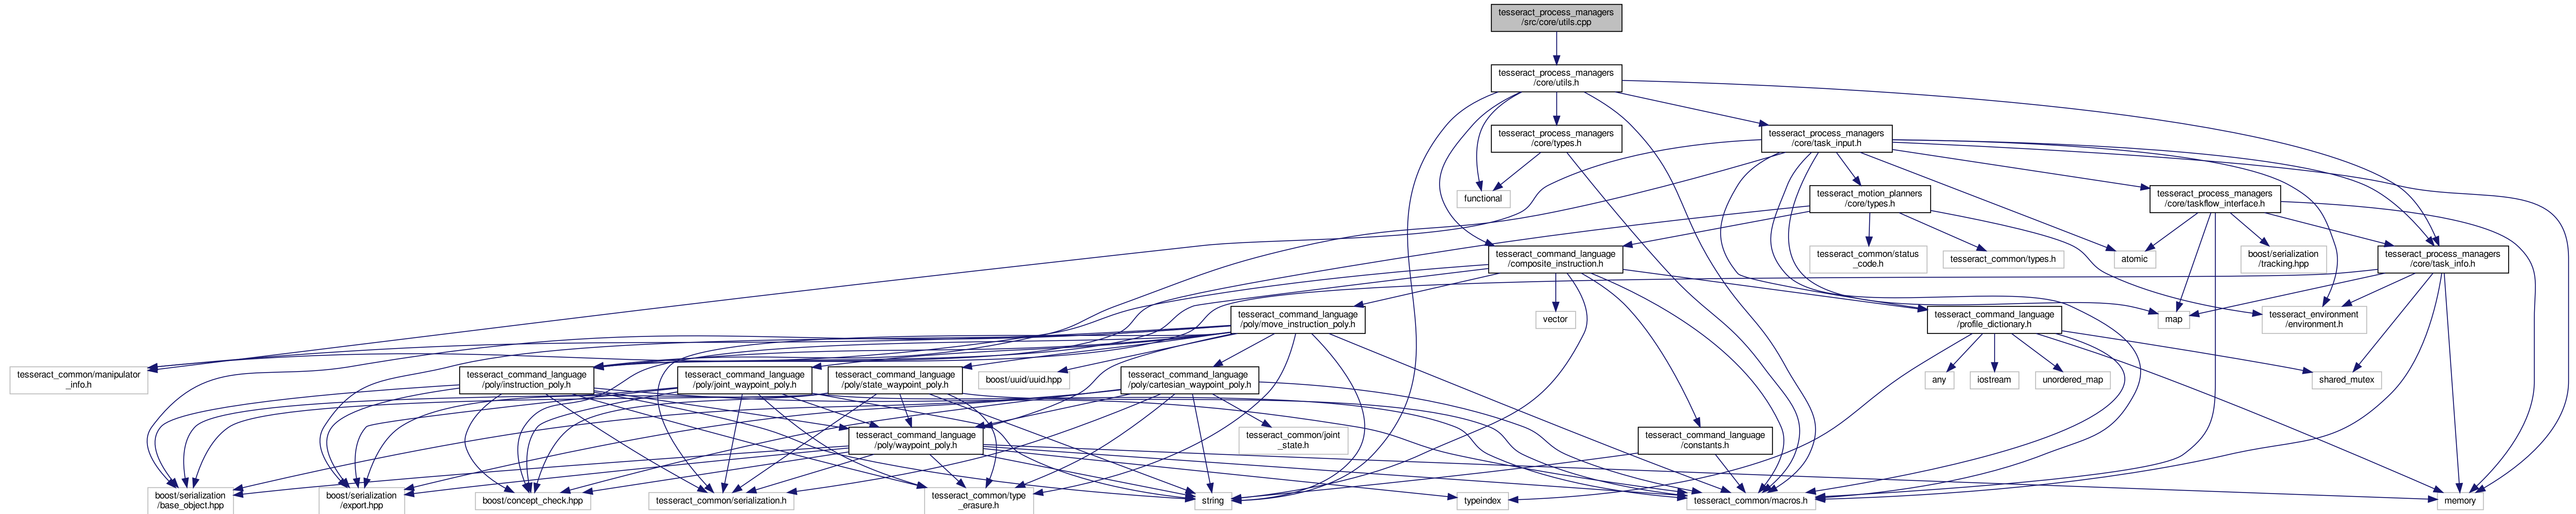 tesseract_process_managers
/src/core/utils.cpp
tesseract_process_managers
/core/utils.h
tesseract_process_managers
/core/types.h
tesseract_process_managers
/core/task_input.h
functional
tesseract_motion_planners
/core/types.h
tesseract_process_managers
/core/taskflow_interface.h
tesseract_command_language
/composite_instruction.h
tesseract_common/status
_code.h
tesseract_common/types.h
atomic
boost/serialization
/tracking.hpp
tesseract_process_managers
/core/task_info.h
tesseract_command_language
/poly/move_instruction_poly.h
vector
tesseract_command_language
/profile_dictionary.h
map
tesseract_environment
/environment.h
tesseract_common/manipulator
_info.h
tesseract_command_language
/poly/instruction_poly.h
tesseract_command_language
/poly/joint_waypoint_poly.h
tesseract_command_language
/poly/state_waypoint_poly.h
boost/uuid/uuid.hpp
tesseract_command_language
/poly/cartesian_waypoint_poly.h
any
iostream
unordered_map
shared_mutex
tesseract_command_language
/poly/waypoint_poly.h
tesseract_common/joint
_state.h
tesseract_command_language
/constants.h
boost/serialization
/base_object.hpp
boost/serialization
/export.hpp
boost/concept_check.hpp
tesseract_common/serialization.h
tesseract_common/type
_erasure.h
string
typeindex
tesseract_common/macros.h
memory